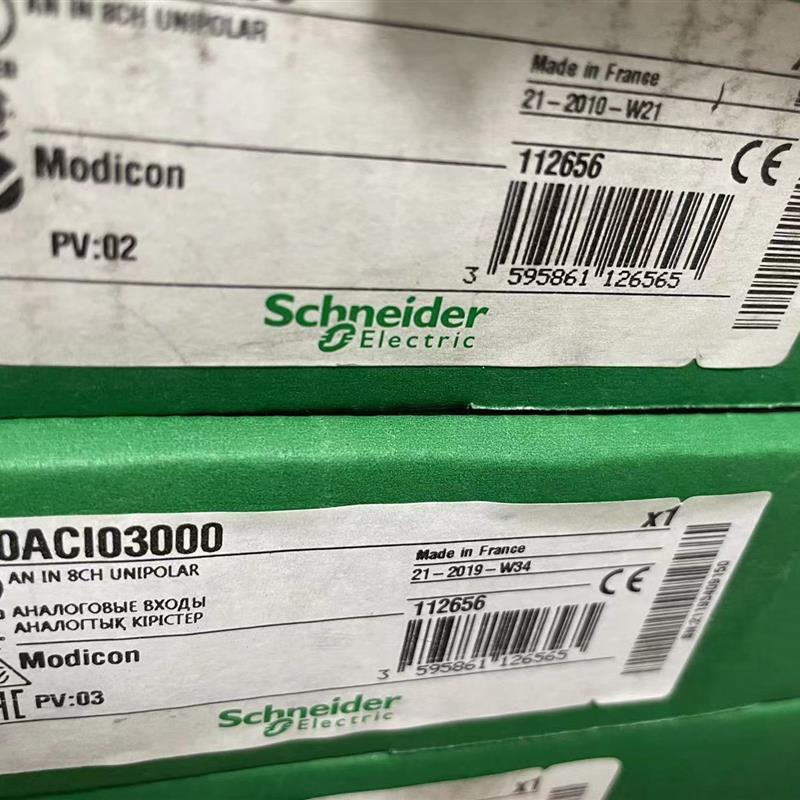 AN IN 8CH UNIPOLAR
Made in France
21-2010-W21
Modicon
112656
CE
PV:02
3 595861 126565
Schneider
Electric
0ACI03000
x1
AN IN 8CH UNIPOLAR
Made in France
21-2019-W34
CE
АНАЛОГОВЫЕ ВХОДЫ
АНАЛОГТЫҚ КІРІСТЕР
112656
Modicon
3 595861 126565
EAC
PV:03
Schneider
Electric
x1